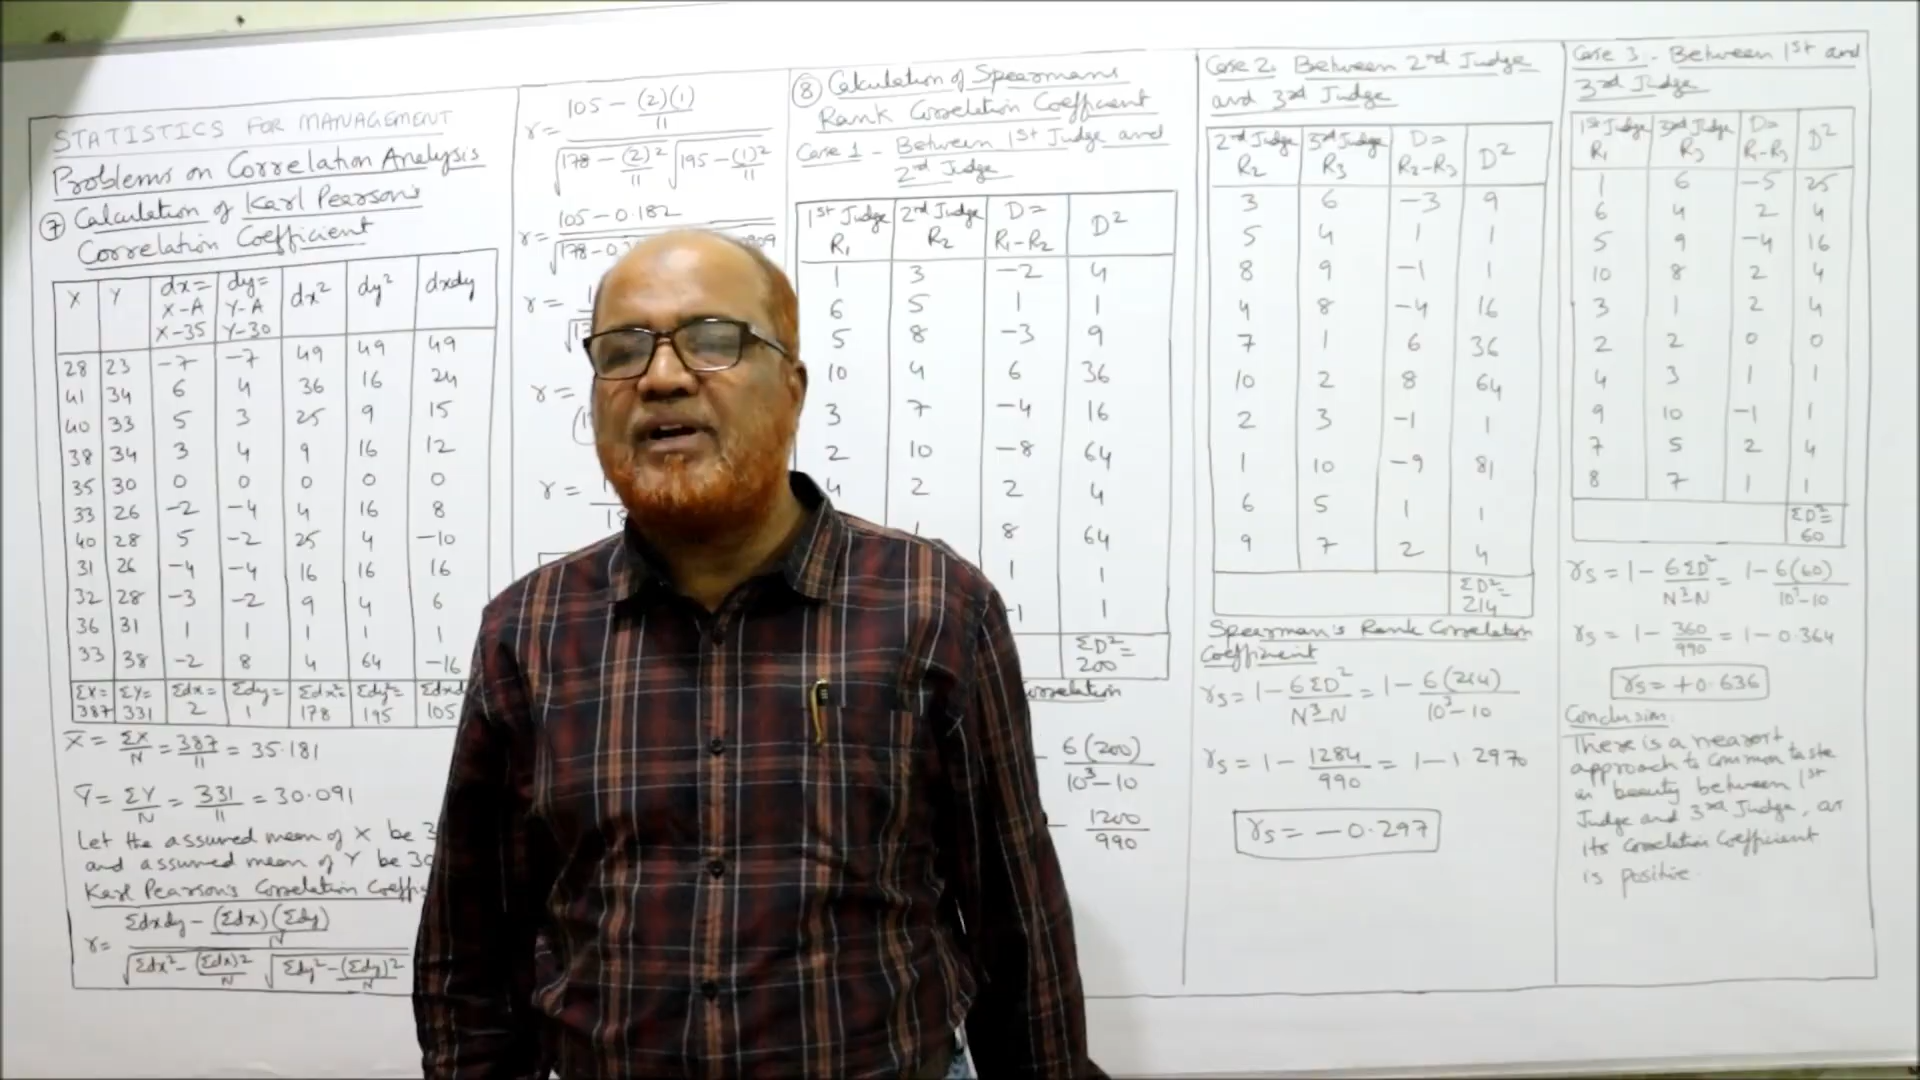 STATISTICS FOR MANAGEMENT
Problems on Correlation Analysis
⑦ Calculation of Karl Pearson's
Correlation Coefficient
X Y dx= X-A X-35 dy= Y-A Y-30 dx² dy² dxdy
28 23 -7 -7 49 49 49
41 34 6 4 36 16 24
40 33 5 3 25 9 15
38 34 3 4 9 16 12
35 30 0 0 0 0 0
33 26 -2 -4 4 16 8
40 28 5 -2 25 4 -10
31 26 -4 -4 16 16 16
32 28 -3 -2 9 4 6
36 31 1 1 1 1 1
33 38 -2 8 4 64 -16
ΣX= 387 ΣY= 331 Σdx= 2 Σdy= 1 Σdx²= 178 Σdy²= 195 Σdxd 105
X̄ = ΣX/N = 387/11 = 35.181
Ȳ = ΣY/N = 331/11 = 30.091
Let the assumed mean of X be 3
and assumed mean of Y be 30
Karl Pearson's Correlation Coeffi
r= Σdxdy - (Σdx)(Σdy)/N
√Σdx² - (Σdx)²/N √Σdy² - (Σdy)²/N
r = 105 - (2)(1)/11
√178 - (2)²/11 √195 - (1)²/11
r = 105 - 0.182
√178-0.3 909
r =
r =
r =
⑧ Calculation of Spearmans
Rank Correlation Coefficient
Case 1 - Between 1st Judge and
2nd Judge
1st Judge R₁ 2nd Judge R₂ D= R₁-R₂ D²
1 3 -2 4
6 5 1 1
5 8 -3 9
10 4 6 36
3 7 -4 16
2 10 -8 64
4 2 2 4
1 8 64
1 1
-1 1
ΣD²= 200
orrelation
6(200)/10³-10
- 1200/990
Case 2. Between 2nd Judge
and 3rd Judge
2nd Judge R₂ 3rd Judge R₃ D= R₂-R₃ D²
3 6 -3 9
5 4 1 1
8 9 -1 1
4 8 -4 16
7 1 6 36
10 2 8 64
2 3 -1 1
1 10 -9 81
6 5 1 1
9 7 2 4
ΣD²= 214
Spearman's Rank Correlation
Coefficient
rs = 1 - 6ΣD²/N³-N = 1 - 6(214)/10³-10
rs = 1 - 1284/990 = 1-1.2970
rs = -0.297
Case 3 - Between 1st and
3rd Judge
1st Judge R₁ 3rd Judge R₃ D= R₁-R₃ D²
1 6 -5 25
6 4 2 4
5 9 -4 16
10 8 2 4
3 1 2 4
2 2 0 0
4 3 1 1
9 10 -1 1
7 5 2 4
8 7 1 1
ΣD²= 60
rs = 1 - 6ΣD²/N³-N = 1 - 6(60)/10³-10
rs = 1 - 360/990 = 1-0.364
rs = +0.636
Conclusion.
There is a nearest
approach to common taste
in beauty between 1st
Judge and 3rd Judge, as
its correlation coefficient
is positive.